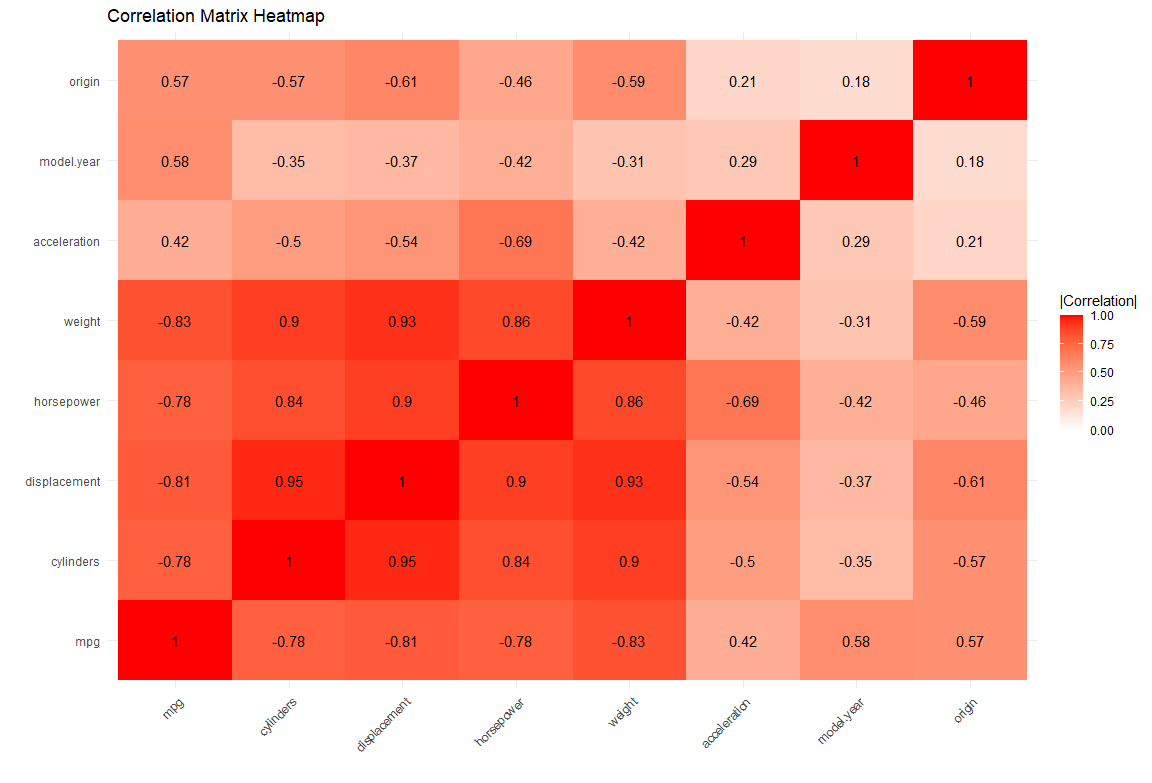 Correlation Matrix Heatmap
origin 0.57 -0.57 -0.61 -0.46 -0.59 0.21 0.18 1
model.year 0.58 -0.35 -0.37 -0.42 -0.31 0.29 1 0.18
acceleration 0.42 -0.5 -0.54 -0.69 -0.42 1 0.29 0.21
weight -0.83 0.9 0.93 0.86 1 -0.42 -0.31 -0.59
horsepower -0.78 0.84 0.9 1 0.86 -0.69 -0.42 -0.46
displacement -0.81 0.95 1 0.9 0.93 -0.54 -0.37 -0.61
cylinders -0.78 1 0.95 0.84 0.9 -0.5 -0.35 -0.57
mpg 1 -0.78 -0.81 -0.78 -0.83 0.42 0.58 0.57
mpg cylinders displacement horsepower weight acceleration model.year origin
|Correlation|
1.00
0.75
0.50
0.25
0.00